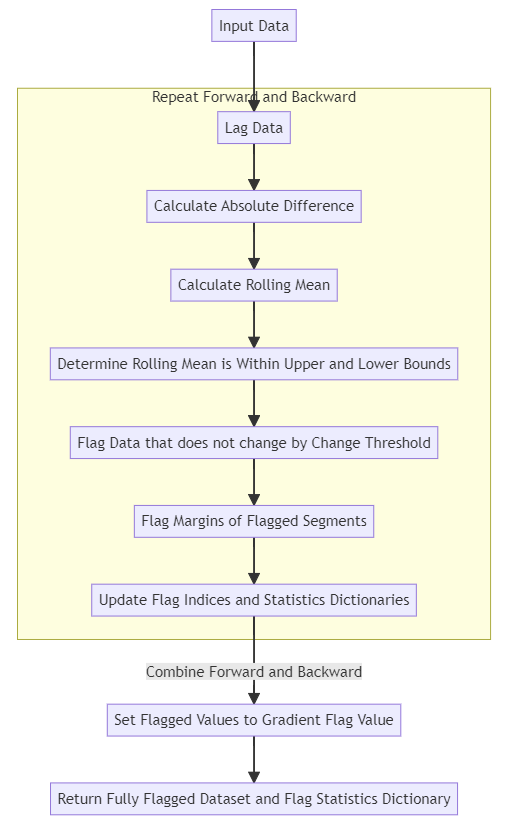 Input Data
Repeat Forward and Backward
Lag Data
Calculate Absolute Difference
Calculate Rolling Mean
Determine Rolling Mean is Within Upper and Lower Bounds
Flag Data that does not change by Change Threshold
Flag Margins of Flagged Segments
Update Flag Indices and Statistics Dictionaries
Combine Forward and Backward
Set Flagged Values to Gradient Flag Value
Return Fully Flagged Dataset and Flag Statistics Dictionary